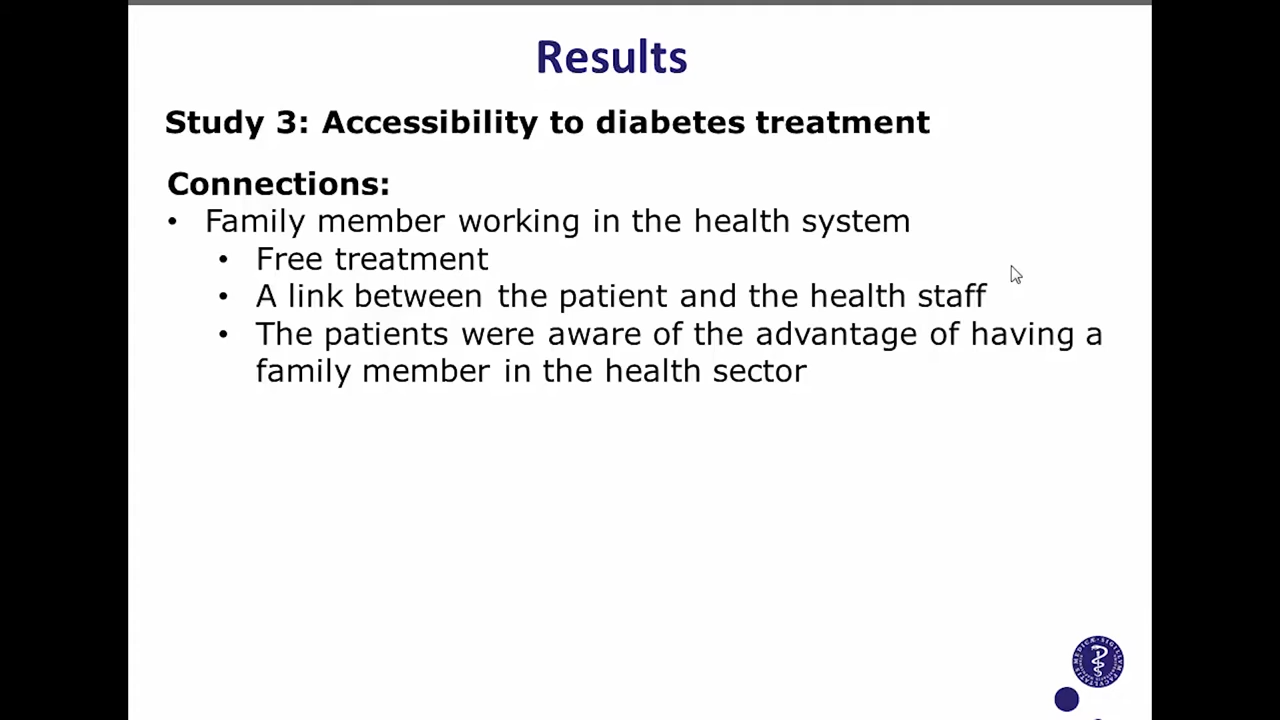 Results
Study 3: Accessibility to diabetes treatment
Connections:
• Family member working in the health system
• Free treatment
• A link between the patient and the health staff
• The patients were aware of the advantage of having a
family member in the health sector